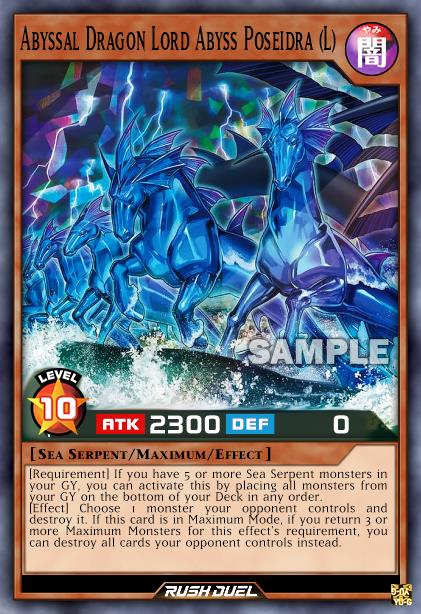 Abyssal Dragon Lord Abyss Poseidra (L)
やみ
闇
SAMPLE
LEVEL
10
ATK 2300 DEF 0
[Sea Serpent/Maximum/Effect]
[Requirement] If you have 5 or more Sea Serpent monsters in
your GY, you can activate this by placing all monsters from
your GY on the bottom of your Deck in any order.
[Effect] Choose 1 monster your opponent controls and
destroy it. If this card is in Maximum Mode, if you return 3 or
more Maximum Monsters for this effect's requirement, you
can destroy all cards your opponent controls instead.
RUSH DUEL